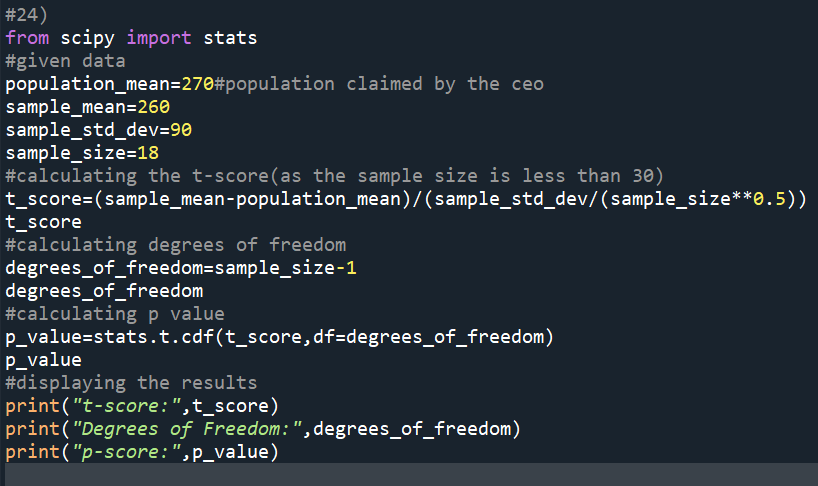 #24)
from scipy import stats
#given data
population_mean=270#population claimed by the ceo
sample_mean=260
sample_std_dev=90
sample_size=18
#calculating the t-score(as the sample size is less than 30)
t_score=(sample_mean-population_mean)/(sample_std_dev/(sample_size**0.5))
t_score
#calculating degrees of freedom
degrees_of_freedom=sample_size-1
degrees_of_freedom
#calculating p value
p_value=stats.t.cdf(t_score,df=degrees_of_freedom)
p_value
#displaying the results
print("t-score:",t_score)
print("Degrees of Freedom:",degrees_of_freedom)
print("p-score:",p_value)